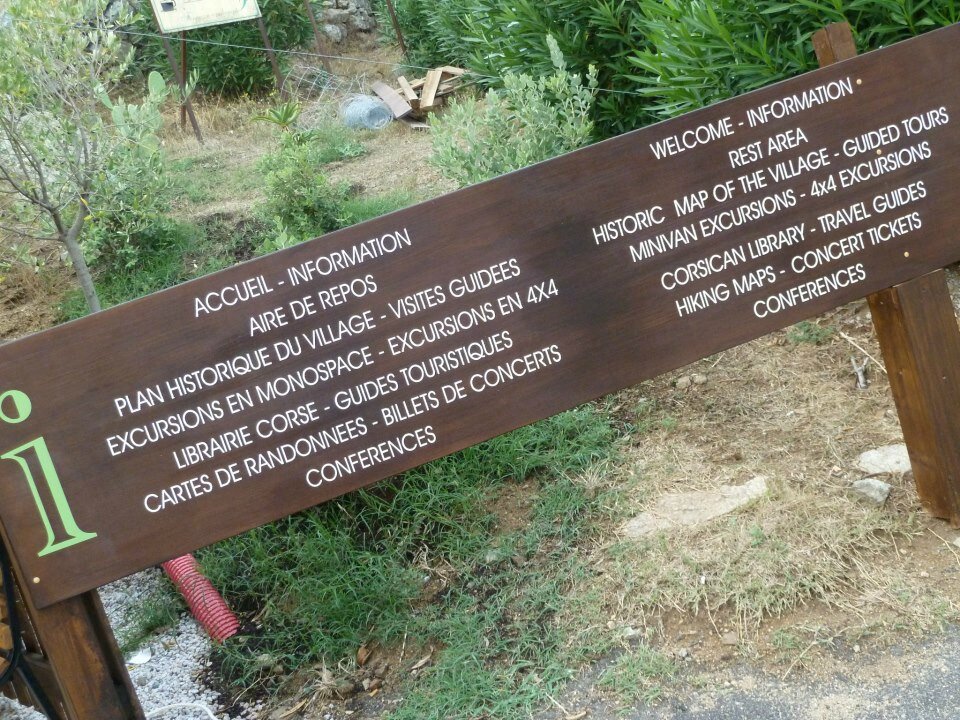 i
ACCUEIL - INFORMATION
AIRE DE REPOS
PLAN HISTORIQUE DU VILLAGE - VISITES GUIDEES
EXCURSIONS EN MONOSPACE - EXCURSIONS EN 4X4
LIBRAIRIE CORSE - GUIDES TOURISTIQUES
CARTES DE RANDONNEES - BILLETS DE CONCERTS
CONFERENCES
WELCOME - INFORMATION
REST AREA
HISTORIC MAP OF THE VILLAGE - GUIDED TOURS
MINIVAN EXCURSIONS - 4x4 EXCURSIONS
CORSICAN LIBRARY - TRAVEL GUIDES
HIKING MAPS - CONCERT TICKETS
CONFERENCES